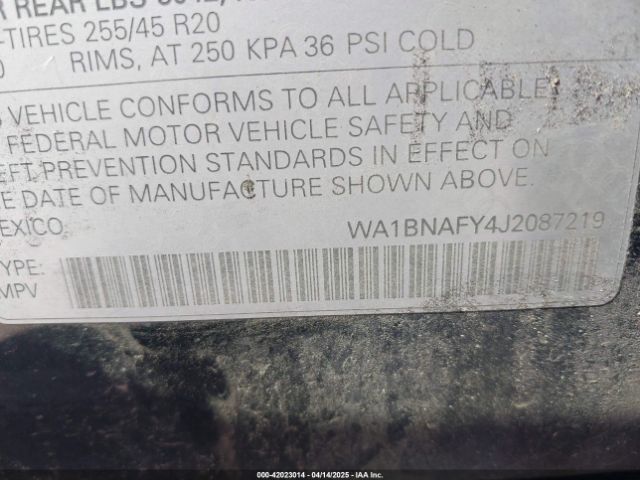 REAR LBS
-TIRES 255/45 R20
RIMS, AT 250 KPA 36 PSI COLD
VEHICLE CONFORMS TO ALL APPLICABLE
FEDERAL MOTOR VEHICLE SAFETY AND
EFT PREVENTION STANDARDS IN EFFECT ON
E DATE OF MANUFACTURE SHOWN ABOVE.
EXICO WA1BNAFY4J2087219
TYPE:
MPV
000-42023014 - 04/14/2025 - IAA Inc.